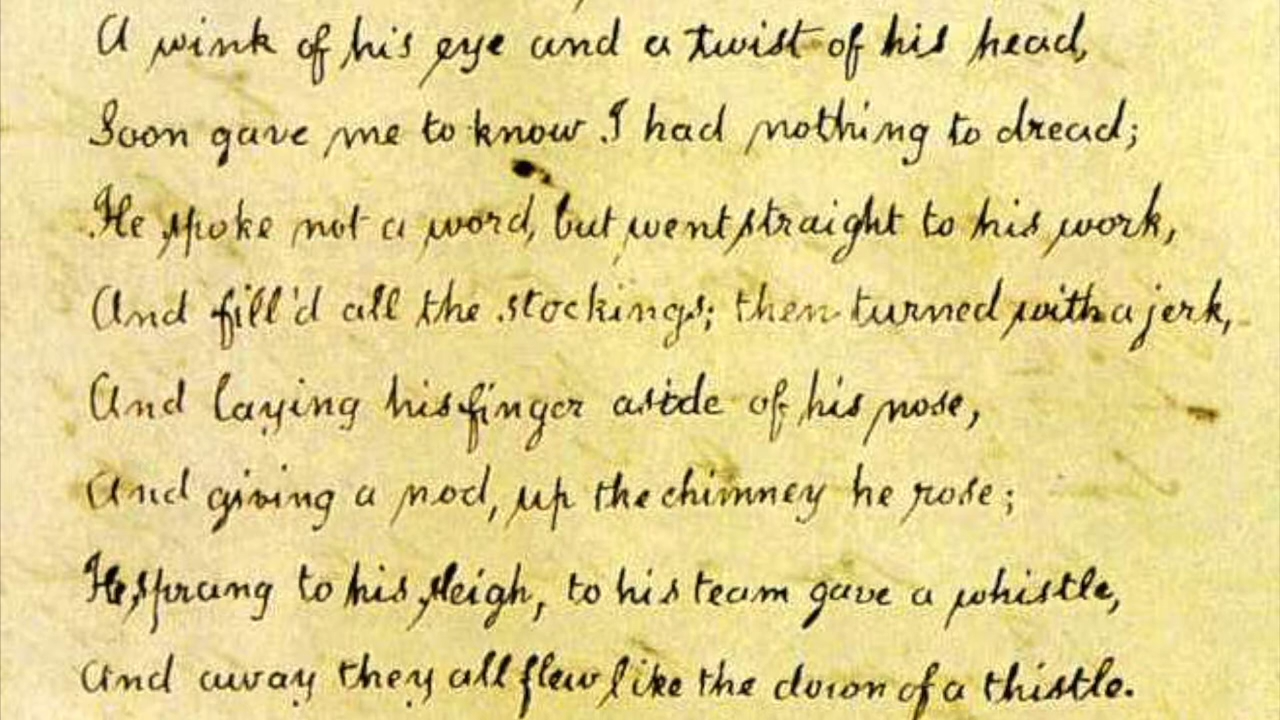 A wink of his eye and a twist of his head,
Soon gave me to know I had nothing to dread;
He spoke not a word, but went straight to his work,
And fill'd all the stockings; then turned with a jerk,
And laying his finger aside of his nose,
And giving a nod, up the chimney he rose;
He sprang to his sleigh, to his team gave a whistle,
And away they all flew like the down of a thistle.